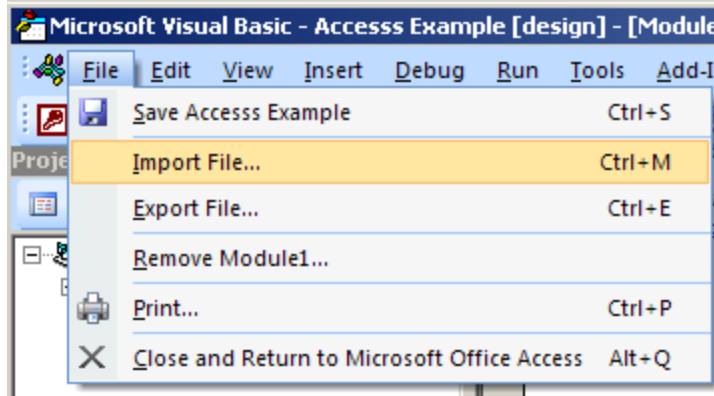 Microsoft Visual Basic - Accesss Example [design] - [Module
File Edit View Insert Debug Run Tools Add-I
Save Accesss Example Ctrl+S
Proje
Import File... Ctrl+M
Export File... Ctrl+E
Remove Module1...
Print... Ctrl+P
Close and Return to Microsoft Office Access Alt+Q